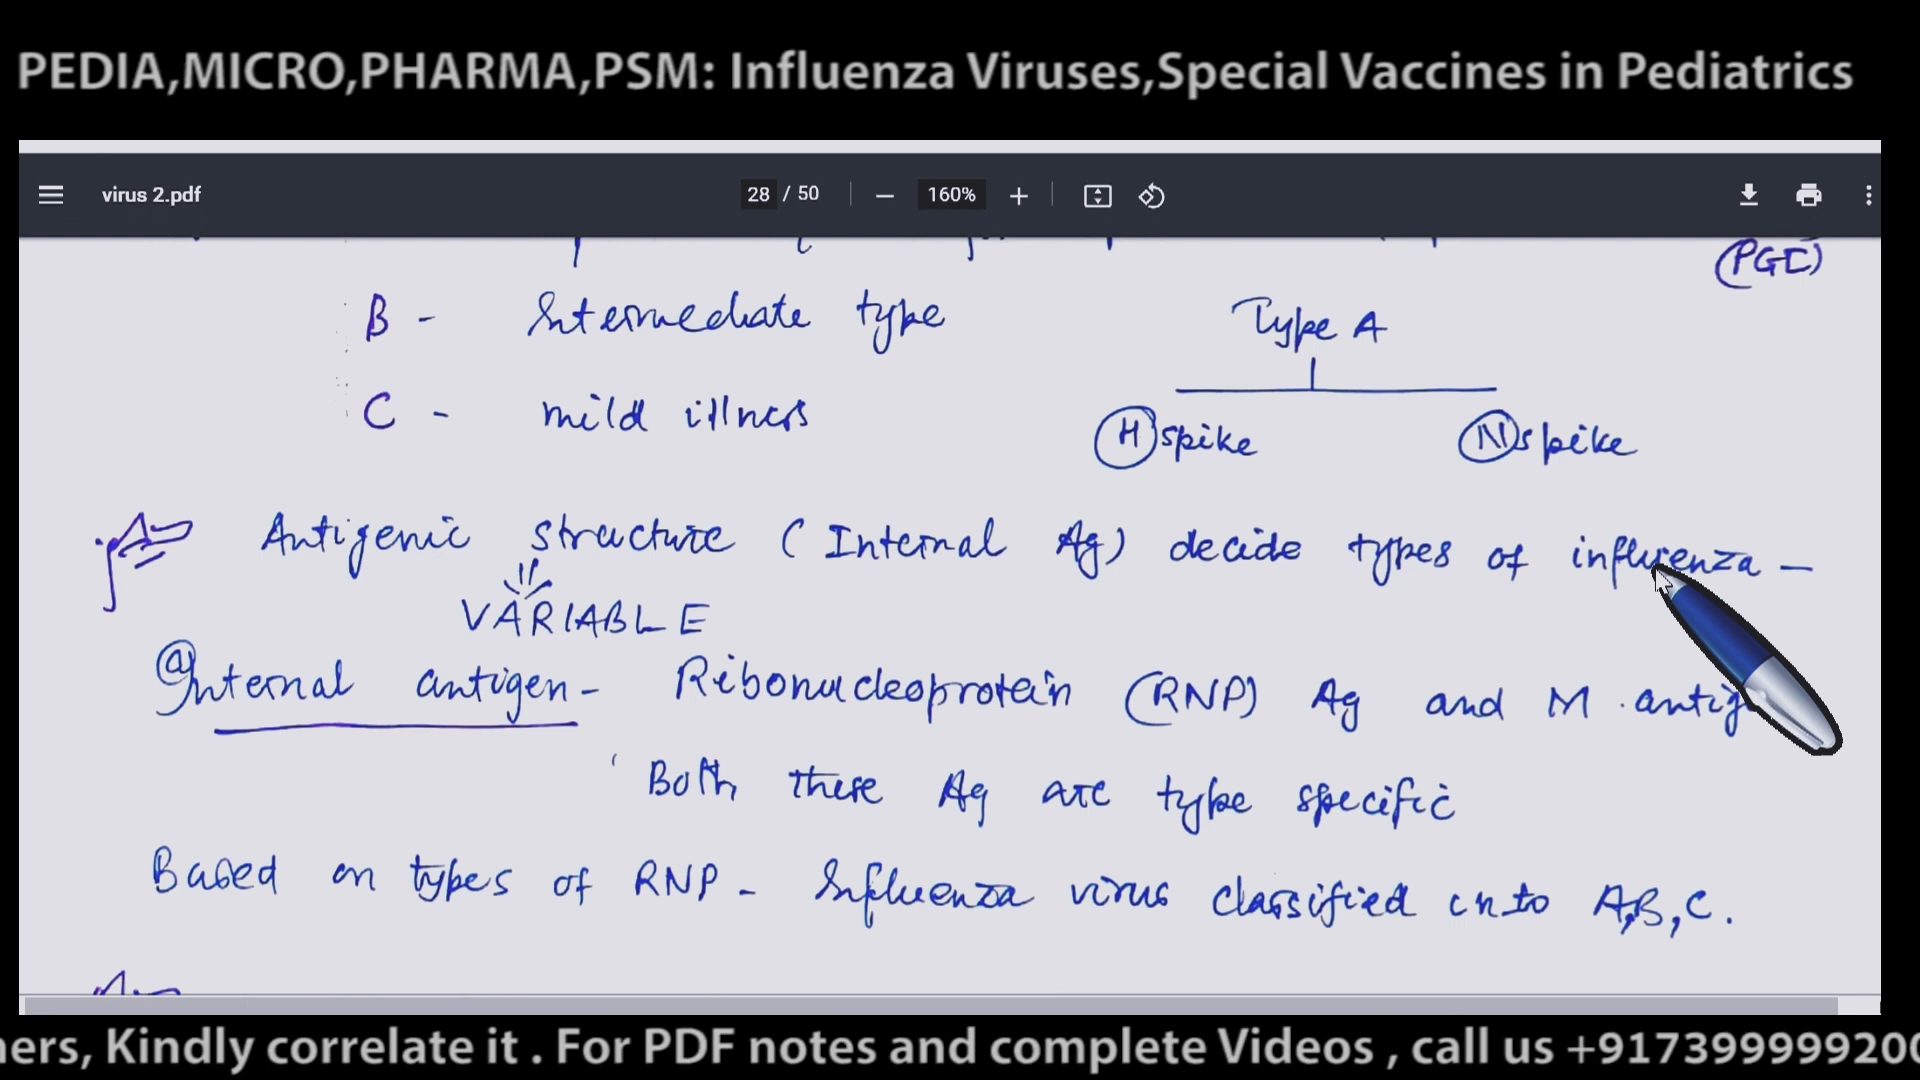 PEDIA,MICRO,PHARMA,PSM: Influenza Viruses,Special Vaccines in Pediatrics
virus 2.pdf
28 / 50
160%
(PGI)
B - Intermediate type
Type A
C - mild illness
H spike
N spike
Antigenic structure (Internal Ag) decide types of influenza -
VARIABLE
(a) Internal antigen - Ribonucleoprotein (RNP) Ag and M antig
Both these Ag are type specific
Based on types of RNP - Influenza virus classified into A,B,C.
ners, Kindly correlate it . For PDF notes and complete Videos , call us +917399999920